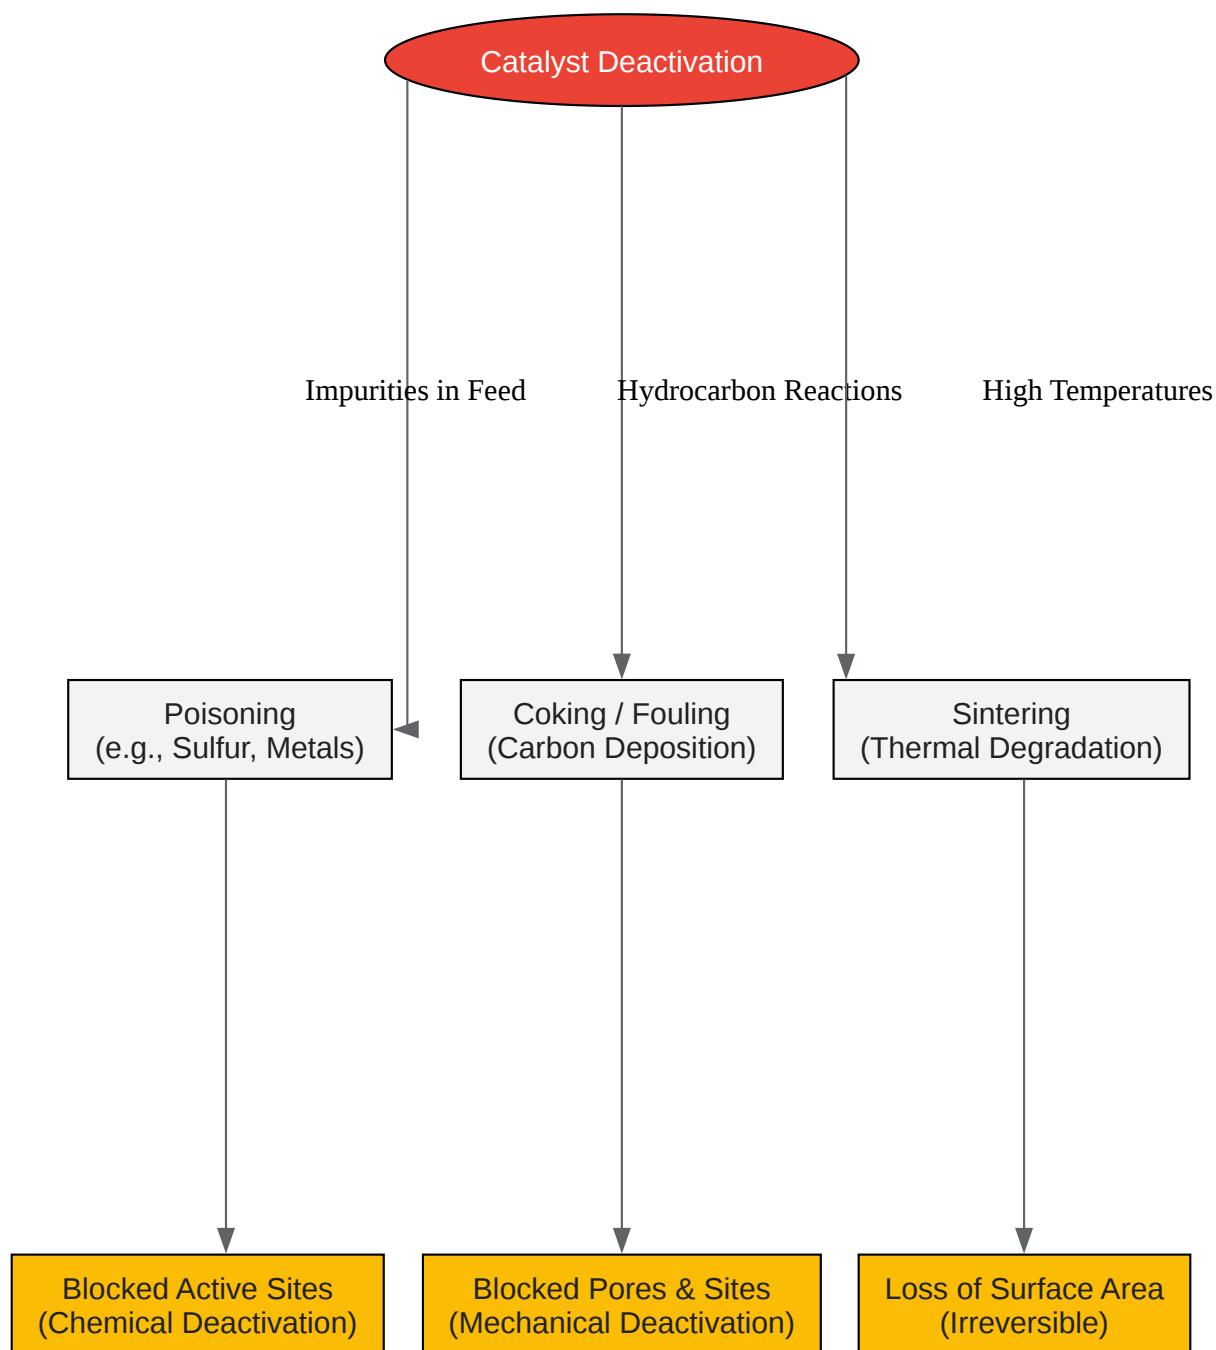 Catalyst Deactivation
Impurities in Feed
Hydrocarbon Reactions
High Temperatures
Poisoning
(e.g., Sulfur, Metals)
Coking / Fouling
(Carbon Deposition)
Sintering
(Thermal Degradation)
Blocked Active Sites
(Chemical Deactivation)
Blocked Pores & Sites
(Mechanical Deactivation)
Loss of Surface Area
(Irreversible)